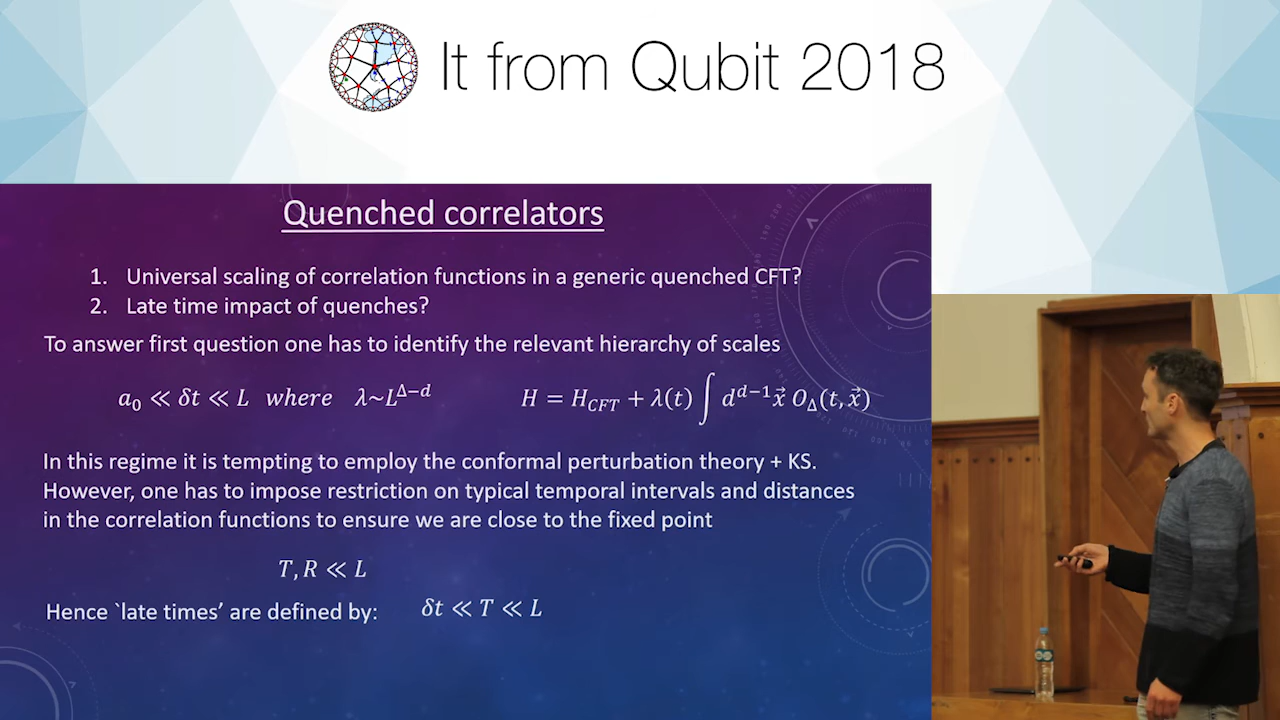 It from Qubit 2018
Quenched correlators
1. Universal scaling of correlation functions in a generic quenched CFT?
2. Late time impact of quenches?
To answer first question one has to identify the relevant hierarchy of scales
a₀ ≪ δt ≪ L where λ~L^{Δ−d} H = H_{CFT} + λ(t) ∫ d^{d−1}x⃗ O_Δ(t, x⃗)
In this regime it is tempting to employ the conformal perturbation theory + KS.
However, one has to impose restriction on typical temporal intervals and distances
in the correlation functions to ensure we are close to the fixed point
T, R ≪ L
Hence `late times' are defined by: δt ≪ T ≪ L